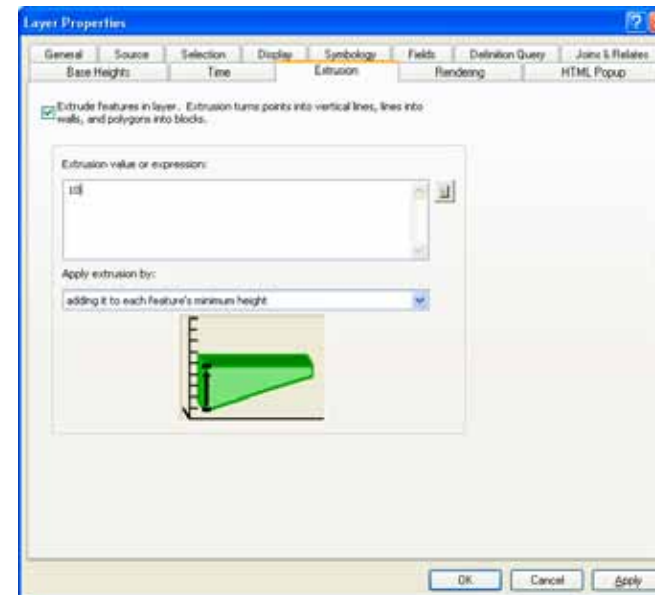 Layer Properties
General Source Selection Display Symbology Fields Definition Query Joins & Relates
Base Heights Time Extrusion Rendering HTML Popup
Extrude features in layer. Extrusion turns points into vertical lines, lines into
walls, and polygons into blocks.
Extrusion value or expression:
10
Apply extrusion by:
adding it to each feature's minimum height
OK Cancel Apply